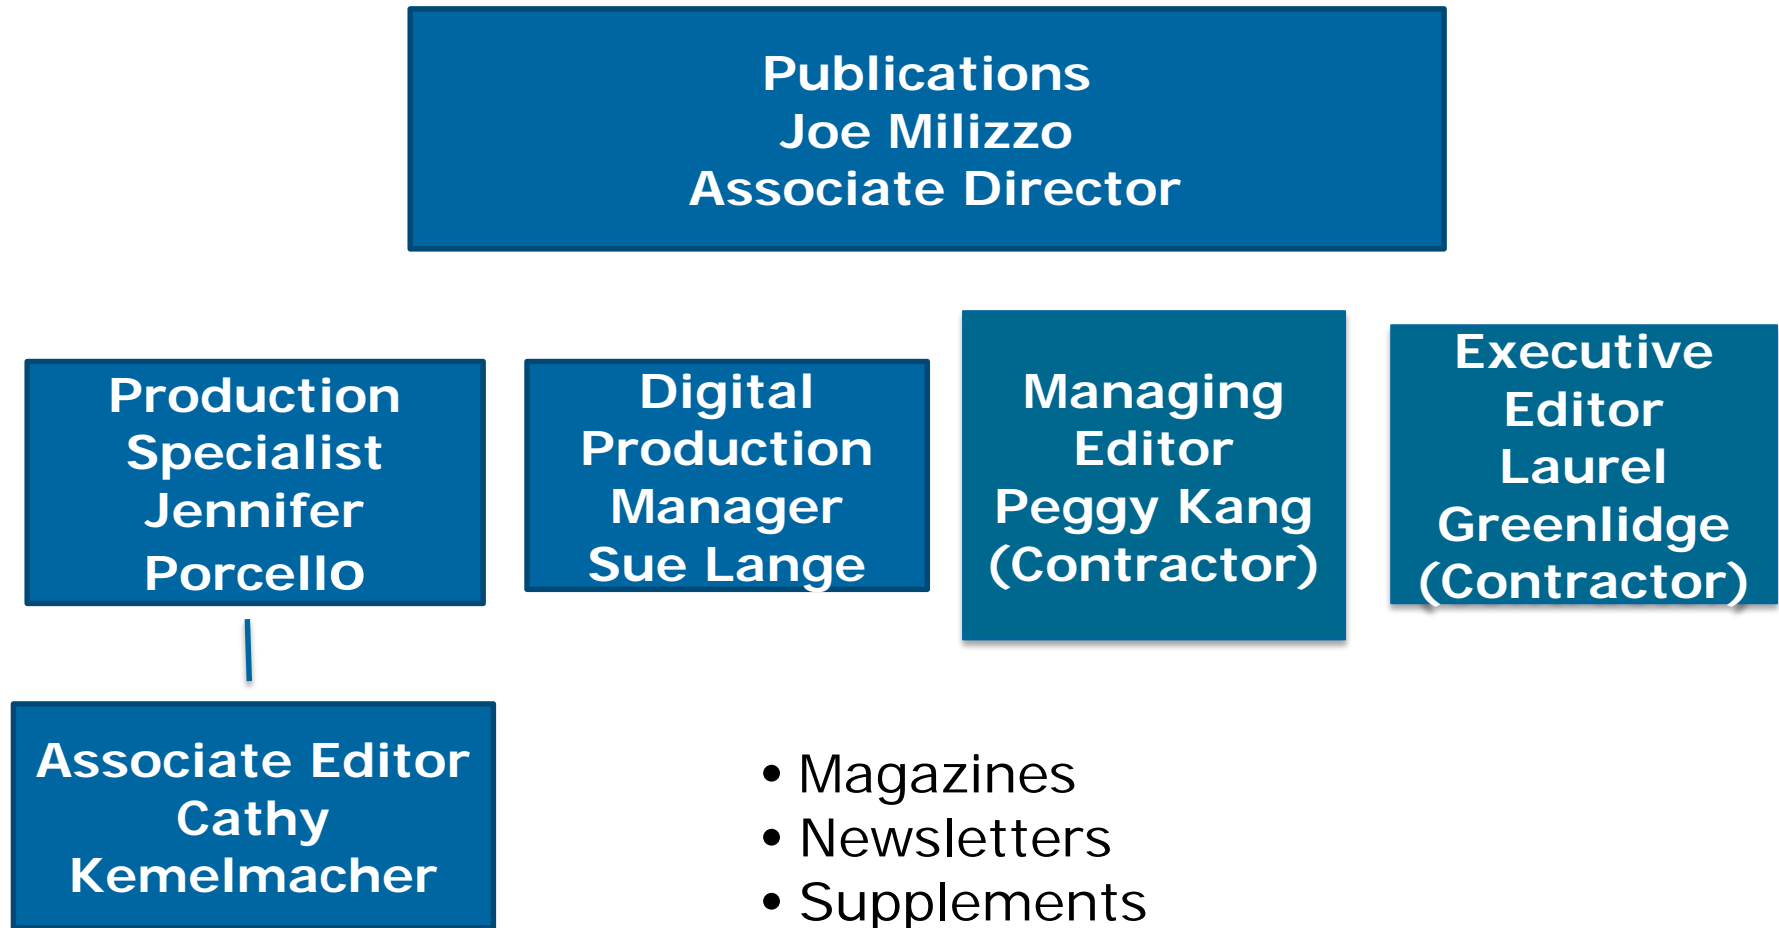 Publications
Joe Milizzo
Associate Director
Production
Specialist
Jennifer
Porcello
Digital
Production
Manager
Sue Lange
Managing
Editor
Peggy Kang
(Contractor)
Executive
Editor
Laurel
Greenlidge
(Contractor)
Associate Editor
Cathy
Kemelmacher
• Magazines
• Newsletters
• Supplements